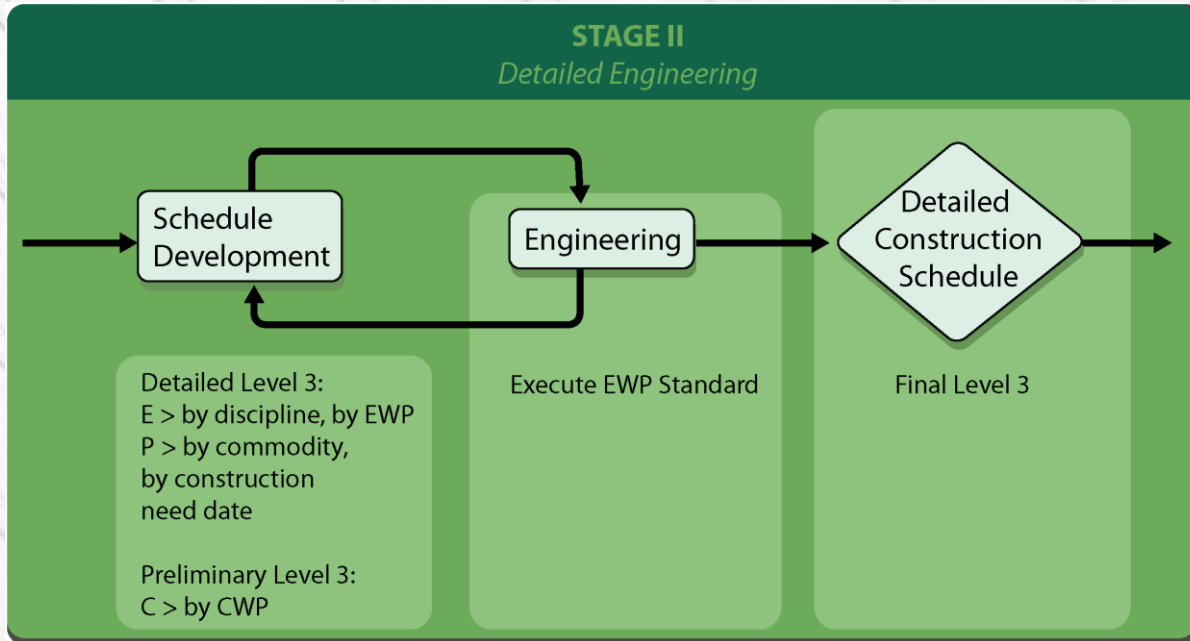 STAGE II
Detailed Engineering
Schedule
Development
Engineering
Detailed
Construction
Schedule
Detailed Level 3:
E > by discipline, by EWP
P > by commodity,
by construction
need date
Preliminary Level 3:
C > by CWP
Execute EWP Standard
Final Level 3